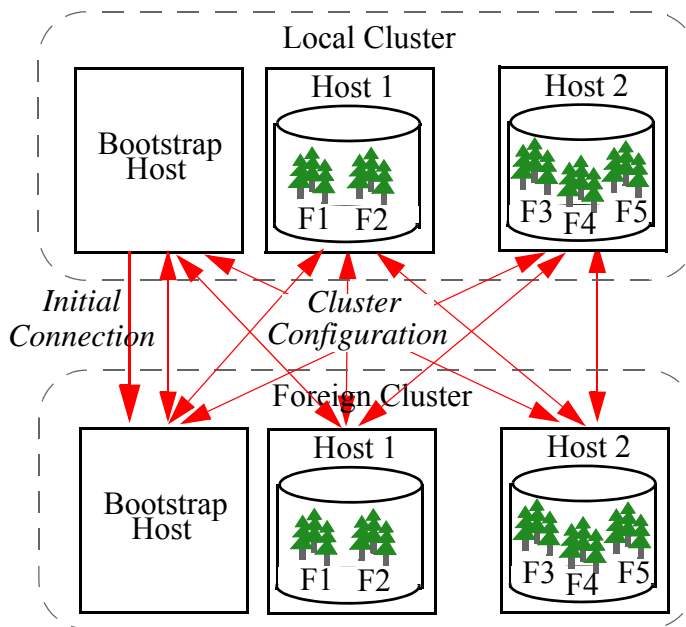 Local Cluster
Bootstrap
Host
Host 1
F1 F2
Host 2
F3 F4 F5
Initial
Connection
Cluster
Configuration
Foreign Cluster
Bootstrap
Host
Host 1
F1 F2
Host 2
F3 F4 F5